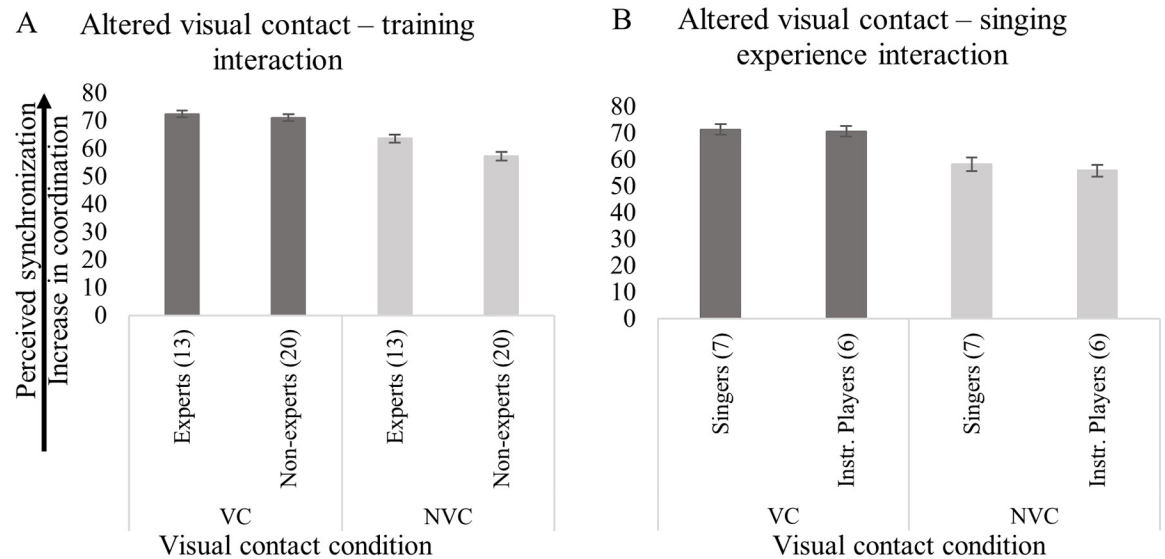 A
Altered visual contact – training
interaction
Perceived synchronization
Increase in coordination
80
70
60
50
40
30
20
10
0
Experts (13)
Non-experts (20)
Experts (13)
Non-experts (20)
VC
NVC
Visual contact condition
B
Altered visual contact – singing
experience interaction
80
70
60
50
40
30
20
10
0
Singers (7)
Instr. Players (6)
Singers (7)
Instr. Players (6)
VC
NVC
Visual contact condition